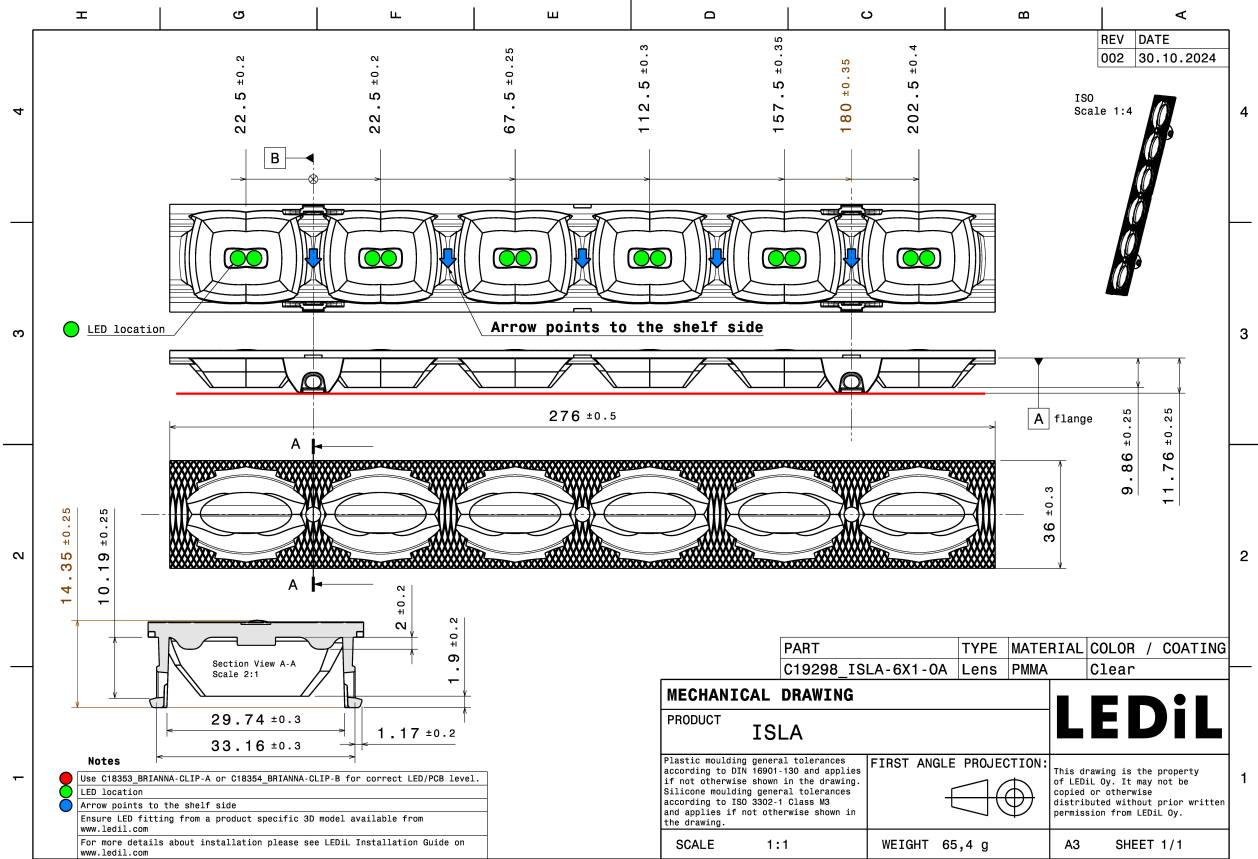 H G F E D C B A
REV DATE
002 30.10.2024
4 4
22.5 ±0.2
22.5 ±0.2
67.5 ±0.25
112.5 ±0.3
157.5 ±0.35
180 ±0.35
202.5 ±0.4
ISO
Scale 1:4
B
3 3
LED location
Arrow points to the shelf side
276 ±0.5
A flange
9.86 ±0.25
11.76 ±0.25
A
36 ±0.3
2 2
A
14.35 ±0.25
10.19 ±0.25
2 ±0.2
1.9 ±0.2
Section View A-A
Scale 2:1
29.74 ±0.3
33.16 ±0.3
1.17 ±0.2
1 1
Notes
Use C18353_BRIANNA-CLIP-A or C18354_BRIANNA-CLIP-B for correct LED/PCB level.
LED location
Arrow points to the shelf side
Ensure LED fitting from a product specific 3D model available from
www.ledil.com
For more details about installation please see LEDiL Installation Guide on
www.ledil.com
PART TYPE MATERIAL COLOR / COATING
C19298_ISLA-6X1-OA Lens PMMA Clear
MECHANICAL DRAWING
PRODUCT
ISLA
LEDiL
Plastic moulding general tolerances
according to DIN 16901-130 and applies
if not otherwise shown in the drawing.
Silicone moulding general tolerances
according to ISO 3302-1 Class M3
and applies if not otherwise shown in
the drawing.
FIRST ANGLE PROJECTION:
This drawing is the property
of LEDiL Oy. It may not be
copied or otherwise
distributed without prior written
permission from LEDiL Oy.
SCALE 1:1
WEIGHT 65,4 g
A3 SHEET 1/1